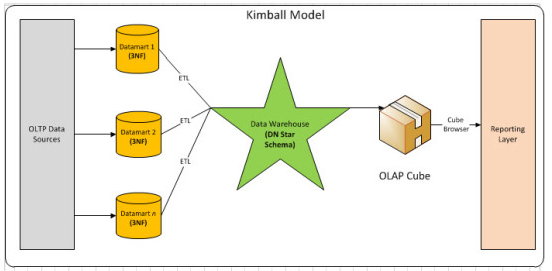 Kimball Model
OLTP Data
Sources
Datamart 1
(3NF)
ETL
Datamart 2
(3NF)
ETL
Datamart n
(3NF)
ETL
Data Warehouse
(DN Star
Schema)
OLAP Cube
Cube
Browser
Reporting
Layer